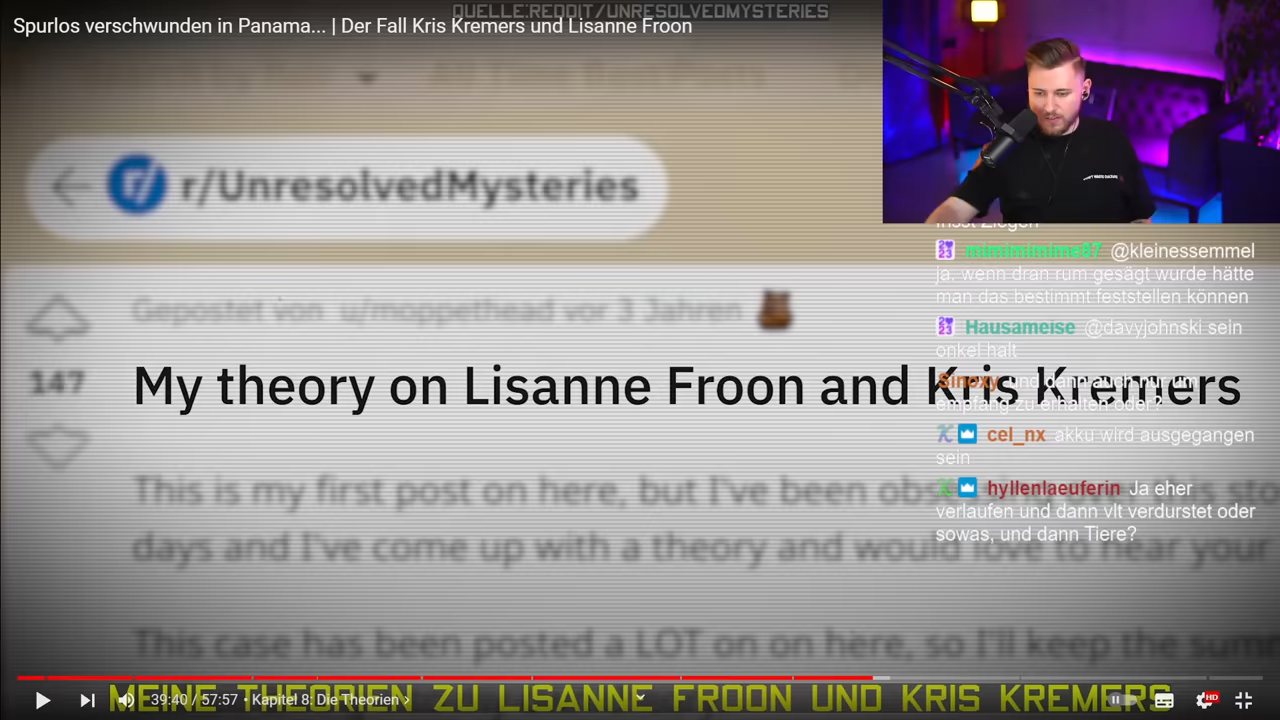 QUELLE:REDDIT/UNRESOLVEDMYSTERIES
Spurlos verschwunden in Panama... | Der Fall Kris Kremers und Lisanne Froon
r/UnresolvedMysteries
Gepostet von u/moppethead vor 3 Jahren
147
My theory on Lisanne Froon and Kris Kremers
This is my first post on here, but I've been obs
days and I've come up with a theory and would love to hear your
This case has been posted a LOT on on here, so I'll keep the sum
frisst Ziegen
mimimimime87 @kleinessemmel
ja. wenn dran rum gesägt wurde hätte
man das bestimmt feststellen können
Hausameise @davyjohnski sein
onkel halt
Sinoxy und dann auch nur um
empfang zu erhalten oder?
cel_nx akku wird ausgegangen
sein
hyllenlaeuferin Ja eher
verlaufen und dann vlt verdurstet oder
sowas, und dann Tiere?
MEINE THEORIEN ZU LISANNE FROON UND KRIS KREMERS
39:40 / 57:57 • Kapitel 8: Die Theorien
HD